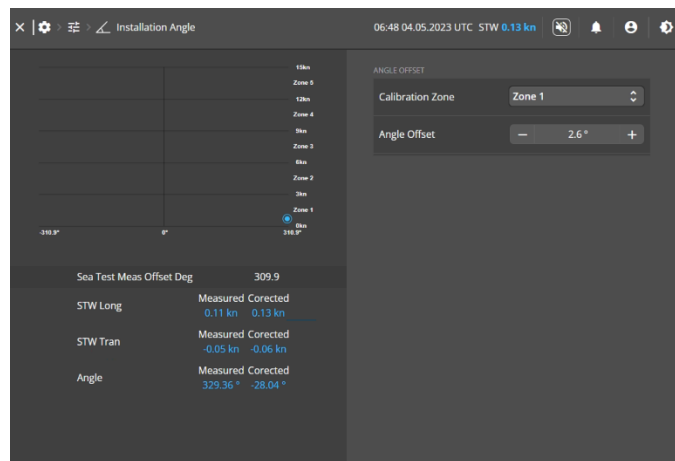 Installation Angle
06:48 04.05.2023 UTC STW 0.13 kn
15kn
Zone 5
12kn
Zone 4
9kn
Zone 3
6kn
Zone 2
3kn
Zone 1
0kn
-310.9° 0° 310.9°
Sea Test Meas Offset Deg 309.9
Measured Corected
STW Long
0.11 kn 0.13 kn
Measured Corected
STW Tran
-0.05 kn -0.06 kn
Measured Corected
Angle
329.36 ° -28.04 °
ANGLE OFFSET
Calibration Zone Zone 1
Angle Offset − 2.6 ° +